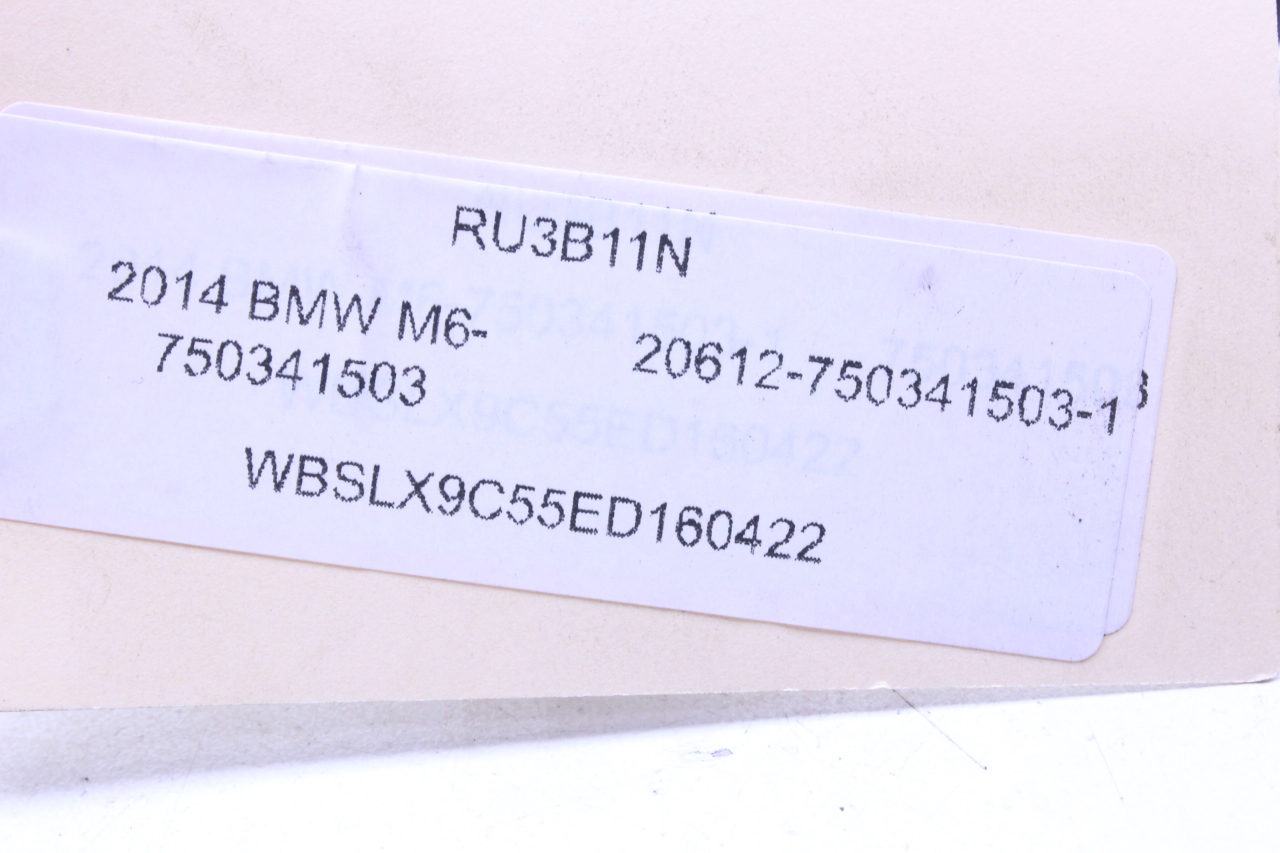 RU3B11N
2014 BMW M6-
750341503
20612-750341503-1
WBSLX9C55ED160422